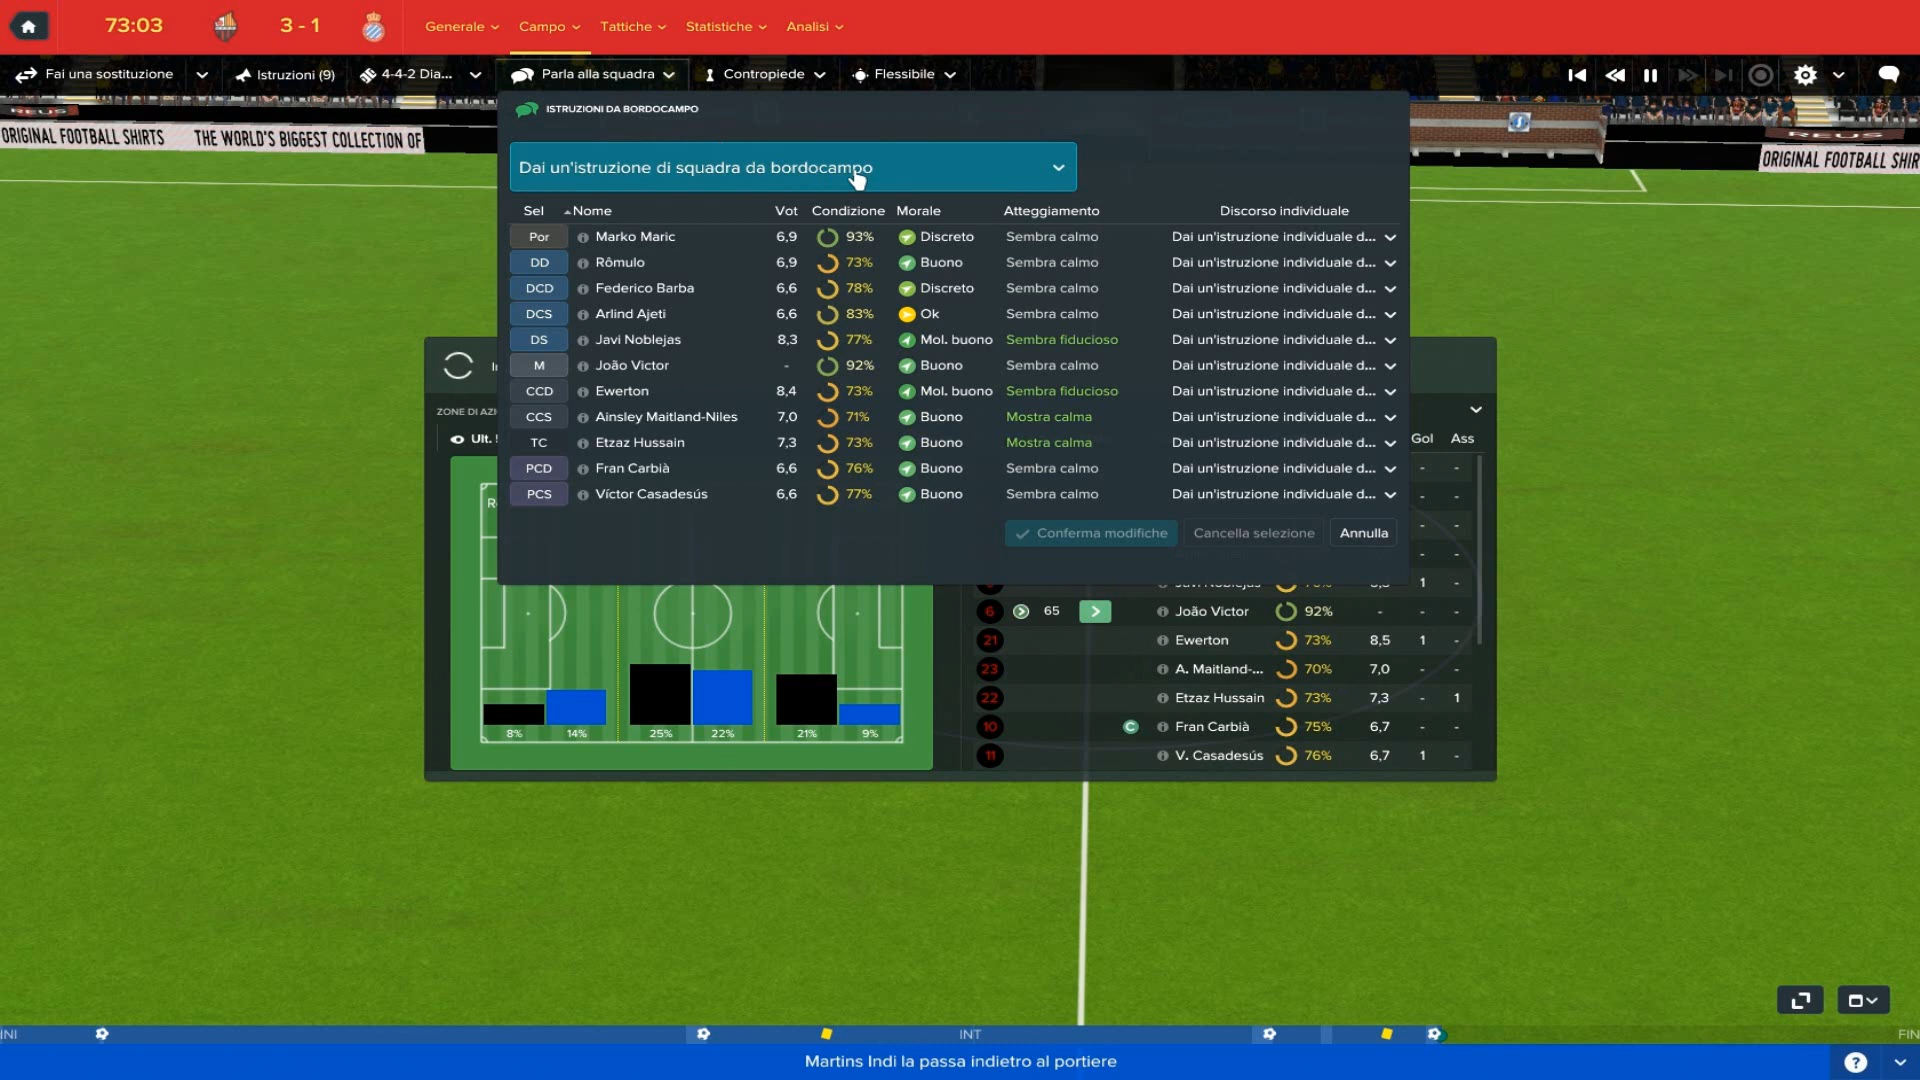 73:03 3 - 1 Generale Campo Tattiche Statistiche Analisi
Fai una sostituzione Istruzioni (9) 4-4-2 Dia... Parla alla squadra Contropiede Flessibile
ORIGINAL FOOTBALL SHIRTS THE WORLD'S BIGGEST COLLECTION OF
ORIGINAL FOOTBALL SHIR
ISTRUZIONI DA BORDOCAMPO
Dai un'istruzione di squadra da bordocampo
Sel Nome Vot Condizione Morale Atteggiamento Discorso individuale
Por Marko Maric 6,9 93% Discreto Sembra calmo Dai un'istruzione individuale d...
DD Rômulo 6,9 73% Buono Sembra calmo Dai un'istruzione individuale d...
DCD Federico Barba 6,6 78% Discreto Sembra calmo Dai un'istruzione individuale d...
DCS Arlind Ajeti 6,6 83% Ok Sembra calmo Dai un'istruzione individuale d...
DS Javi Noblejas 8,3 77% Mol. buono Sembra fiducioso Dai un'istruzione individuale d...
M João Victor - 92% Buono Sembra calmo Dai un'istruzione individuale d...
CCD Ewerton 8,4 73% Mol. buono Sembra fiducioso Dai un'istruzione individuale d...
CCS Ainsley Maitland-Niles 7,0 71% Buono Mostra calma Dai un'istruzione individuale d...
TC Etzaz Hussain 7,3 73% Buono Mostra calma Dai un'istruzione individuale d...
PCD Fran Carbià 6,6 76% Buono Sembra calmo Dai un'istruzione individuale d...
PCS Víctor Casadesús 6,6 77% Buono Sembra calmo Dai un'istruzione individuale d...
Conferma modifiche Cancella selezione Annulla
ZONE DI AZI
Ult.
Gol Ass
- -
- -
- -
- -
1 -
6 65 João Victor 92% - - -
21 Ewerton 73% 8,5 1 -
23 A. Maitland-... 70% 7,0 - -
22 Etzaz Hussain 73% 7,3 - 1
10 C Fran Carbià 75% 6,7 - -
11 V. Casadesús 76% 6,7 1 -
8% 14% 25% 22% 21% 9%
INI INT FIN
Martins Indi la passa indietro al portiere
?